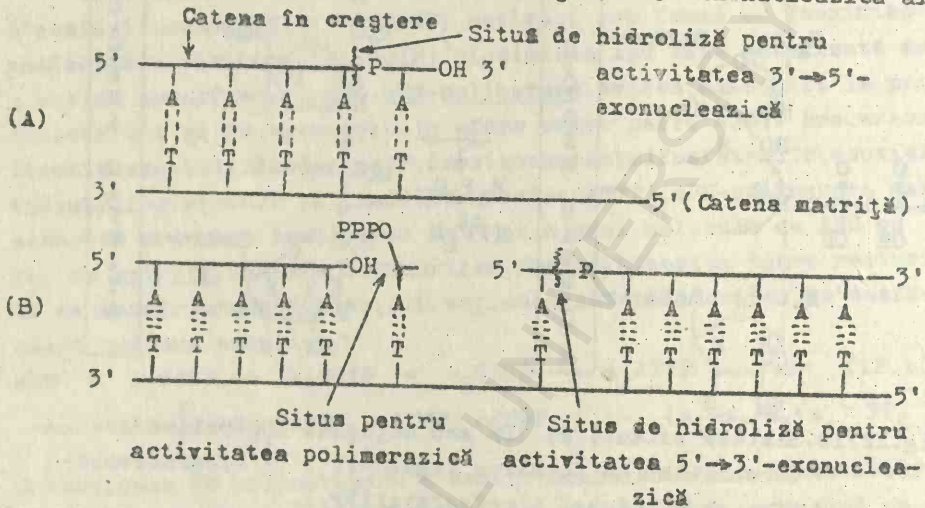 Catena în creştere
Situs de hidroliză pentru
activitatea 3'→5'-
exonucleazică
5' P OH 3'
A A A A A A
(A)
T T T T T T
3' 5'(Catena matriţă)
PPPO
5' OH 5' P 3'
(B)
A A A A A A A A A A A A A
T T T T T T T T T T T T T
3' 5'
Situs pentru
activitatea polimerazică
Situs de hidroliză pentru
activitatea 5'→3'-exonuclea-
zică
UNIVERSITY